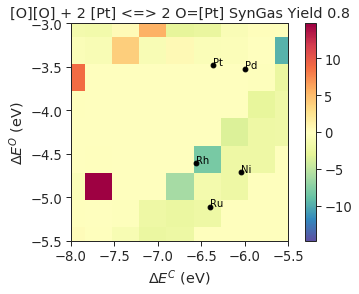 [O][O] + 2 [Pt] <=> 2 O=[Pt] SynGas Yield 0.8
−3.0
−3.5
−4.0
−4.5
−5.0
−5.5
ΔE^O (eV)
Pt
Pd
Rh
Ni
Ru
−8.0 −7.5 −7.0 −6.5 −6.0 −5.5
ΔE^C (eV)
10
5
0
−5
−10